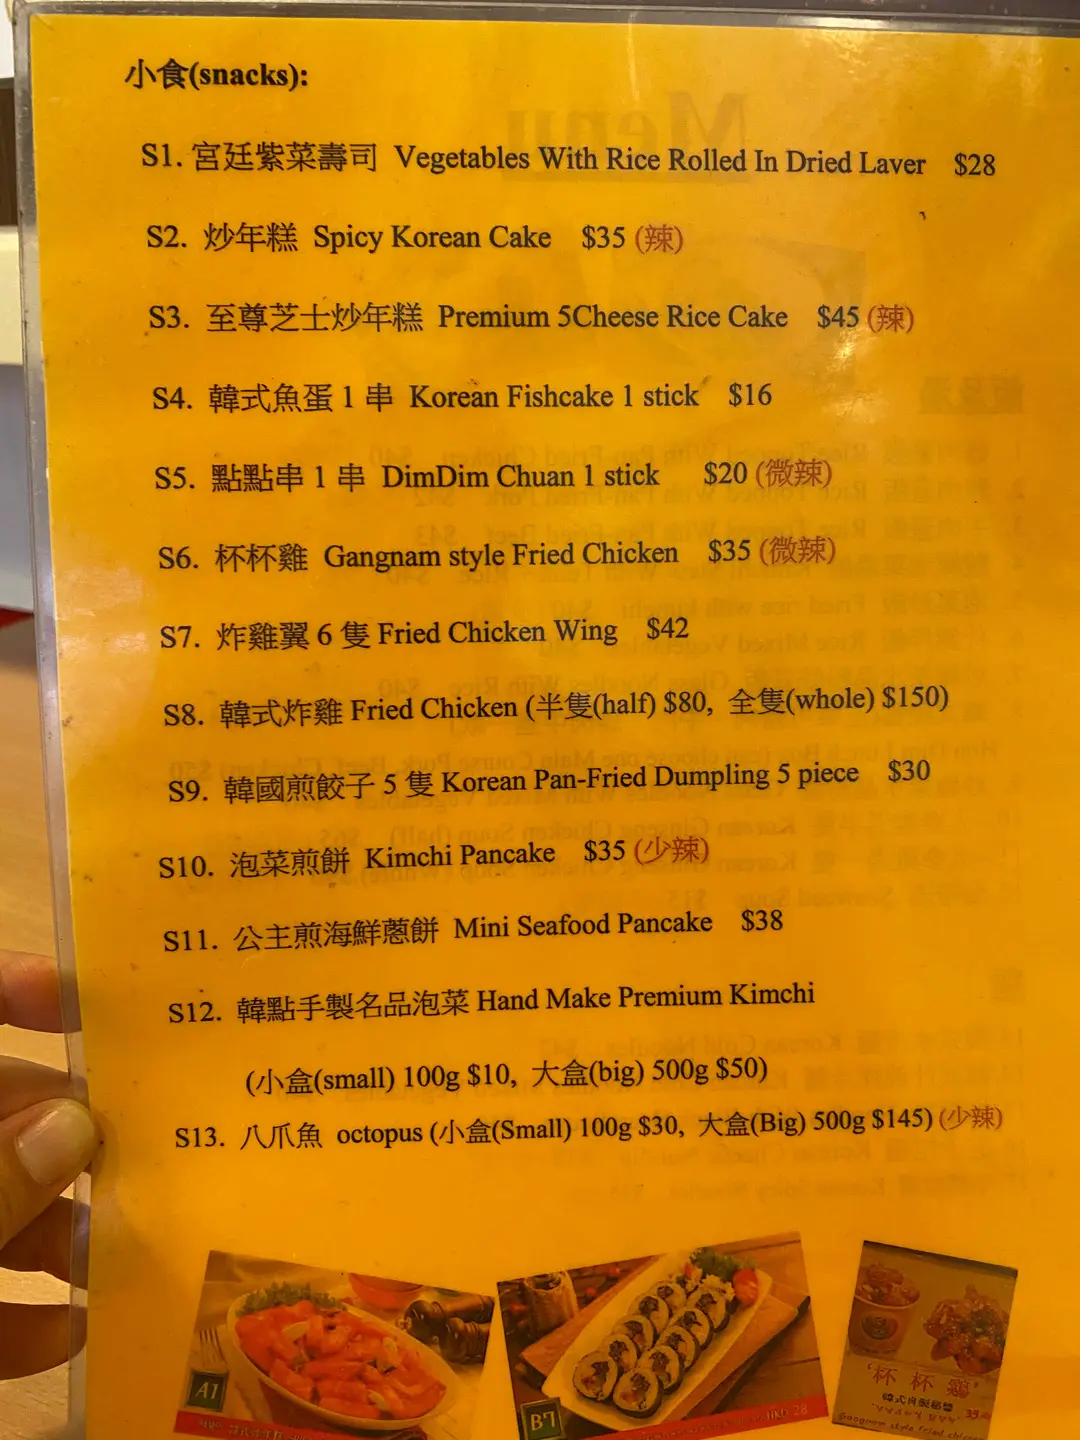 小食(snacks):
S1. 宮廷紫菜壽司 Vegetables With Rice Rolled In Dried Laver $28
S2. 炒年糕 Spicy Korean Cake $35 (辣)
S3. 至尊芝士炒年糕 Premium 5Cheese Rice Cake $45 (辣)
S4. 韓式魚蛋 1 串 Korean Fishcake 1 stick $16
S5. 點點串 1 串 DimDim Chuan 1 stick $20 (微辣)
S6. 杯杯雞 Gangnam style Fried Chicken $35 (微辣)
S7. 炸雞翼 6 隻 Fried Chicken Wing $42
S8. 韓式炸雞 Fried Chicken (半隻(half) $80, 全隻(whole) $150)
S9. 韓國煎餃子 5 隻 Korean Pan-Fried Dumpling 5 piece $30
S10. 泡菜煎餅 Kimchi Pancake $35 (少辣)
S11. 公主煎海鮮蔥餅 Mini Seafood Pancake $38
S12. 韓點手製名品泡菜 Hand Make Premium Kimchi
(小盒(small) 100g $10, 大盒(big) 500g $50)
S13. 八爪魚 octopus (小盒(Small) 100g $30, 大盒(Big) 500g $145) (少辣)
A1
B7
HKD 28
杯杯鷄
Gangnam style fried chicken